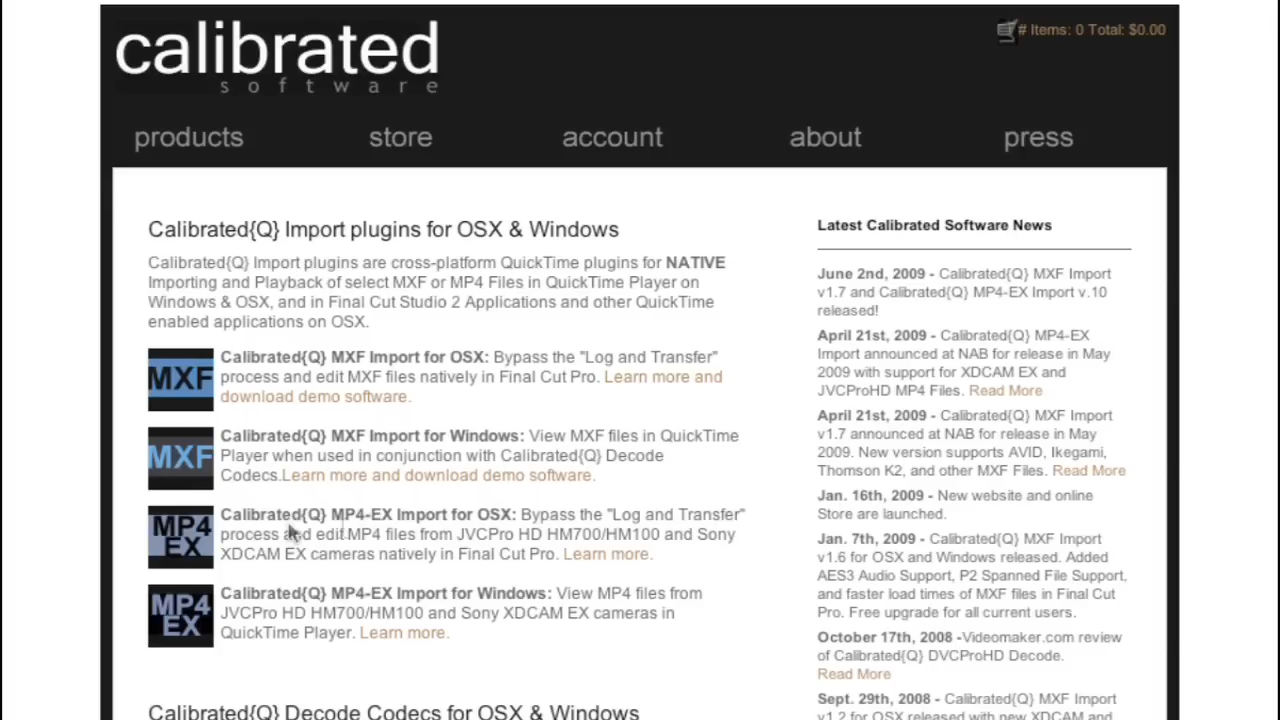 calibrated
software
# Items: 0 Total: $0.00
products store account about press
Calibrated{Q} Import plugins for OSX & Windows
Calibrated{Q} Import plugins are cross-platform QuickTime plugins for NATIVE
Importing and Playback of select MXF or MP4 Files in QuickTime Player on
Windows & OSX, and in Final Cut Studio 2 Applications and other QuickTime
enabled applications on OSX.
MXF
Calibrated{Q} MXF Import for OSX: Bypass the "Log and Transfer"
process and edit MXF files natively in Final Cut Pro. Learn more and
download demo software.
MXF
Calibrated{Q} MXF Import for Windows: View MXF files in QuickTime
Player when used in conjunction with Calibrated{Q} Decode
Codecs.Learn more and download demo software.
MP4
EX
Calibrated{Q} MP4-EX Import for OSX: Bypass the "Log and Transfer"
process and edit MP4 files from JVCPro HD HM700/HM100 and Sony
XDCAM EX cameras natively in Final Cut Pro. Learn more.
MP4
EX
Calibrated{Q} MP4-EX Import for Windows: View MP4 files from
JVCPro HD HM700/HM100 and Sony XDCAM EX cameras in
QuickTime Player. Learn more.
Calibrated{Q} Decode Codecs for OSX & Windows
Latest Calibrated Software News
June 2nd, 2009 - Calibrated{Q} MXF Import
v1.7 and Calibrated{Q} MP4-EX Import v.10
released!
April 21st, 2009 - Calibrated{Q} MP4-EX
Import announced at NAB for release in May
2009 with support for XDCAM EX and
JVCProHD MP4 Files. Read More
April 21st, 2009 - Calibrated{Q} MXF Import
v1.7 announced at NAB for release in May
2009. New version supports AVID, Ikegami,
Thomson K2, and other MXF Files. Read More
Jan. 16th, 2009 - New website and online
Store are launched.
Jan. 7th, 2009 - Calibrated{Q} MXF Import
v1.6 for OSX and Windows released. Added
AES3 Audio Support, P2 Spanned File Support,
and faster load times of MXF files in Final Cut
Pro. Free upgrade for all current users.
October 17th, 2008 -Videomaker.com review
of Calibrated{Q} DVCProHD Decode.
Read More
Sept. 29th, 2008 - Calibrated{Q} MXF Import
v1.2 for OSX released with new XDCAM and